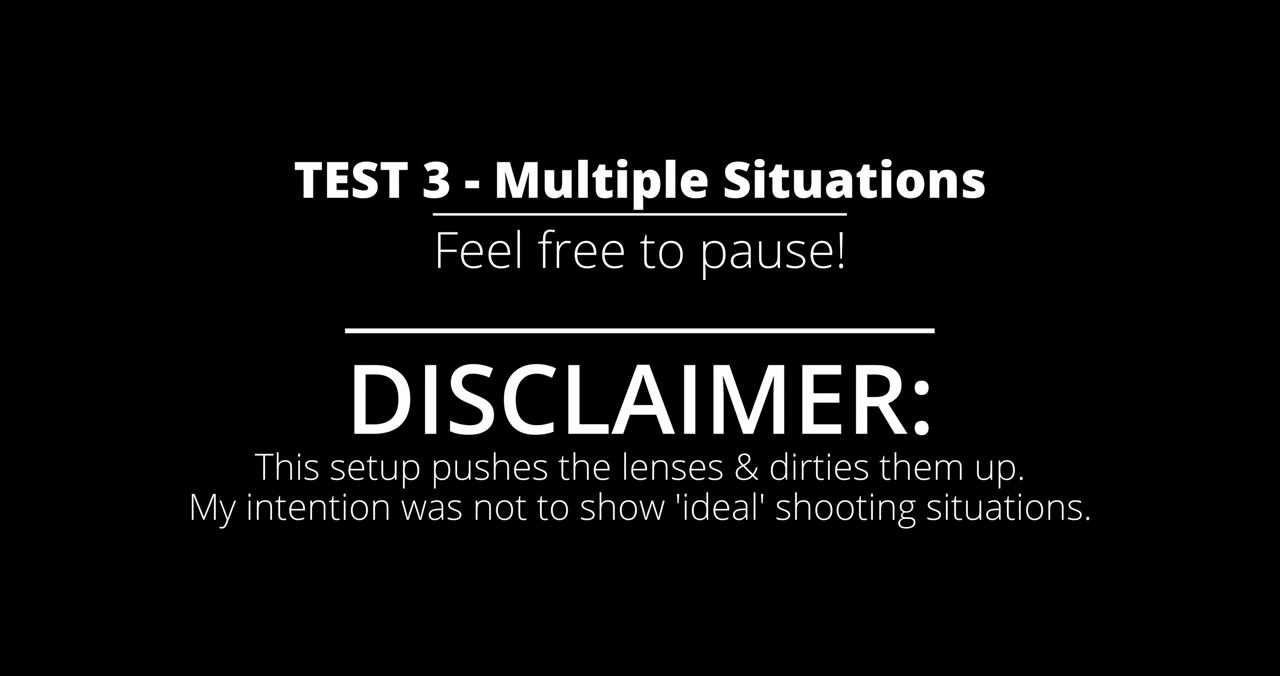 TEST 3 - Multiple Situations
Feel free to pause!
DISCLAIMER:
This setup pushes the lenses & dirties them up.
My intention was not to show 'ideal' shooting situations.